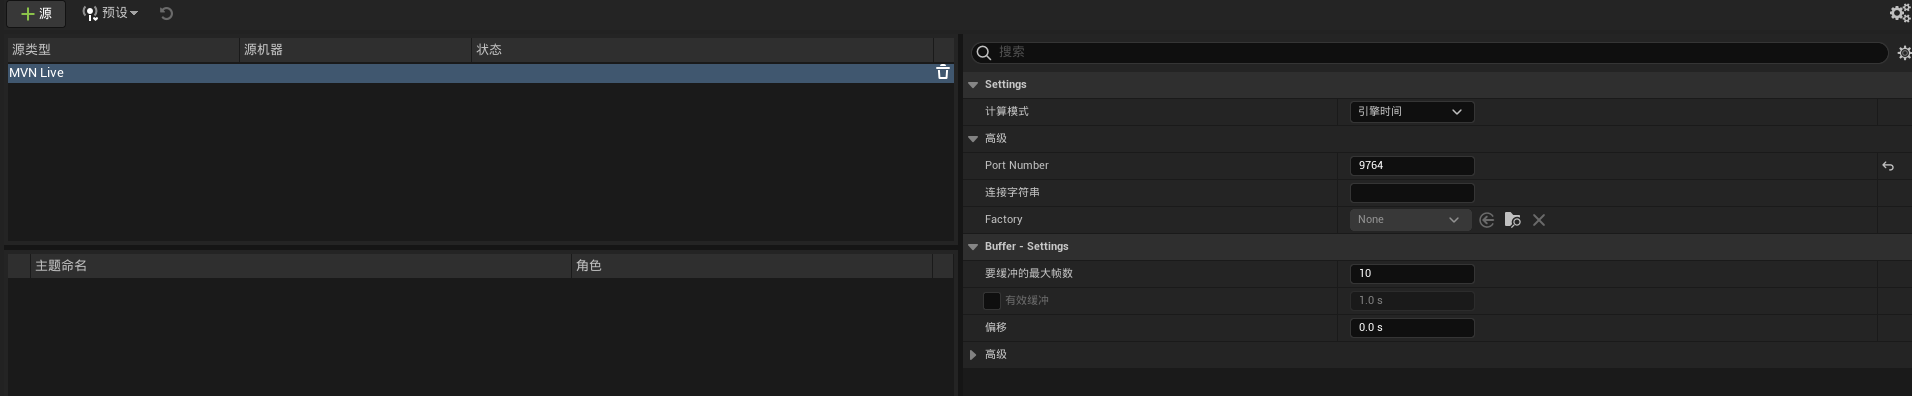 源 预设
源类型 源机器 状态
MVN Live
主题命名 角色
搜索
Settings
计算模式 引擎时间
高级
Port Number 9764
连接字符串
Factory None
Buffer - Settings
要缓冲的最大帧数 10
有效缓冲 1.0 s
偏移 0.0 s
高级